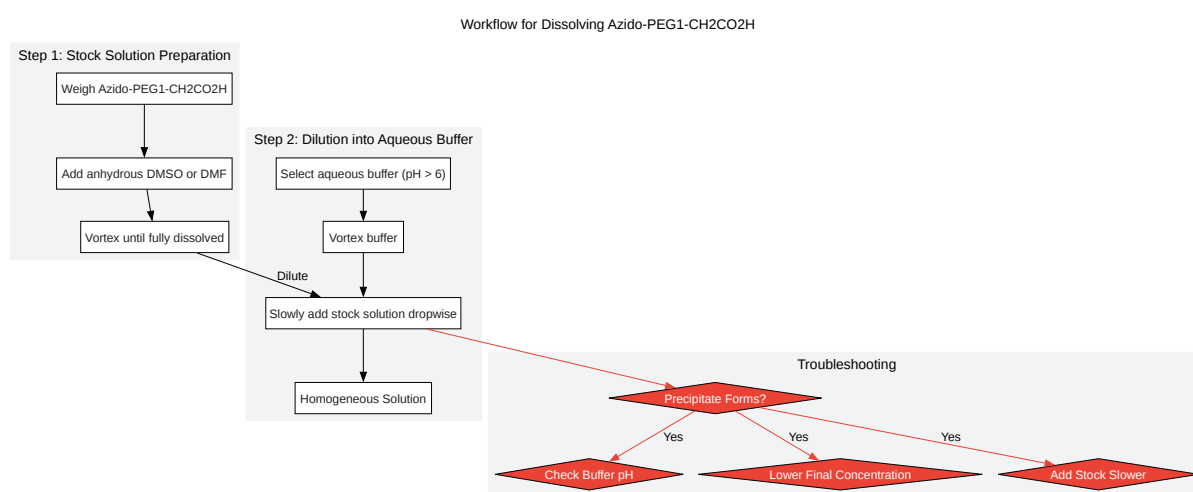 Workflow for Dissolving Azido-PEG1-CH2CO2H
Step 1: Stock Solution Preparation
Weigh Azido-PEG1-CH2CO2H
Add anhydrous DMSO or DMF
Vortex until fully dissolved
Dilute
Step 2: Dilution into Aqueous Buffer
Select aqueous buffer (pH > 6)
Vortex buffer
Slowly add stock solution dropwise
Homogeneous Solution
Troubleshooting
Precipitate Forms?
Yes
Yes
Yes
Check Buffer pH
Lower Final Concentration
Add Stock Slower